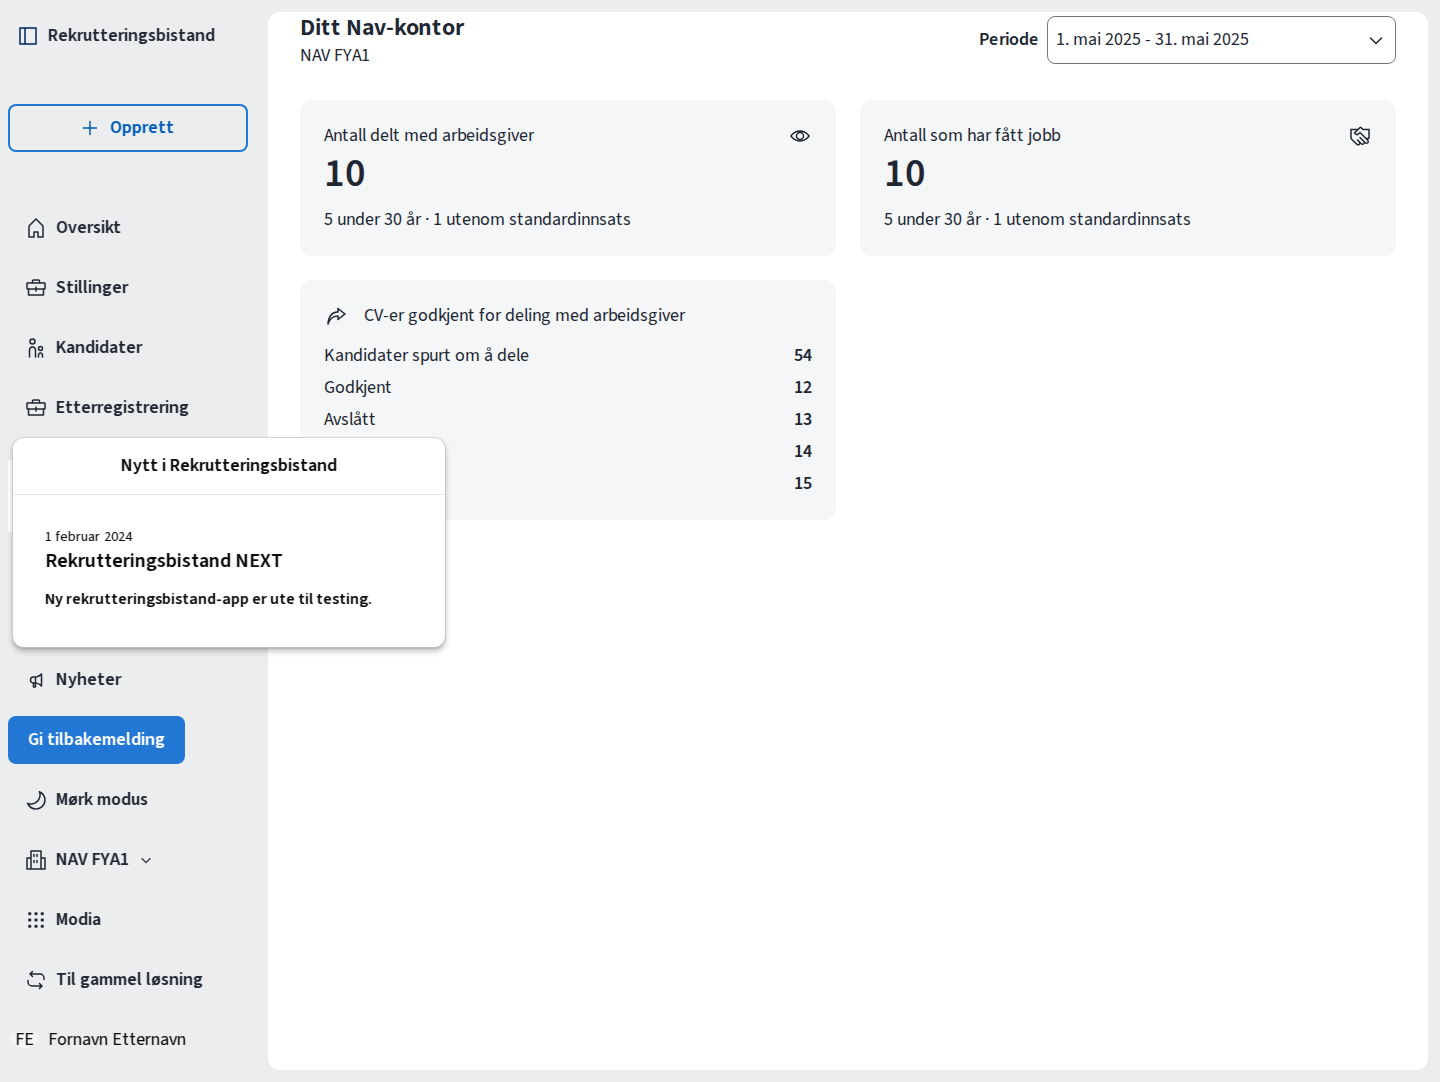 Rekrutteringsbistand
Opprett
Oversikt
Stillinger
Kandidater
Etterregistrering
Nytt i Rekrutteringsbistand
1 februar 2024
Rekrutteringsbistand NEXT
Ny rekrutteringsbistand-app er ute til testing.
Nyheter
Gi tilbakemelding
Mørk modus
NAV FYA1
Modia
Til gammel løsning
FE Fornavn Etternavn
Ditt Nav-kontor
NAV FYA1
Periode 1. mai 2025 - 31. mai 2025
Antall delt med arbeidsgiver
10
5 under 30 år · 1 utenom standardinnsats
Antall som har fått jobb
10
5 under 30 år · 1 utenom standardinnsats
CV-er godkjent for deling med arbeidsgiver
Kandidater spurt om å dele 54
Godkjent 12
Avslått 13
14
15